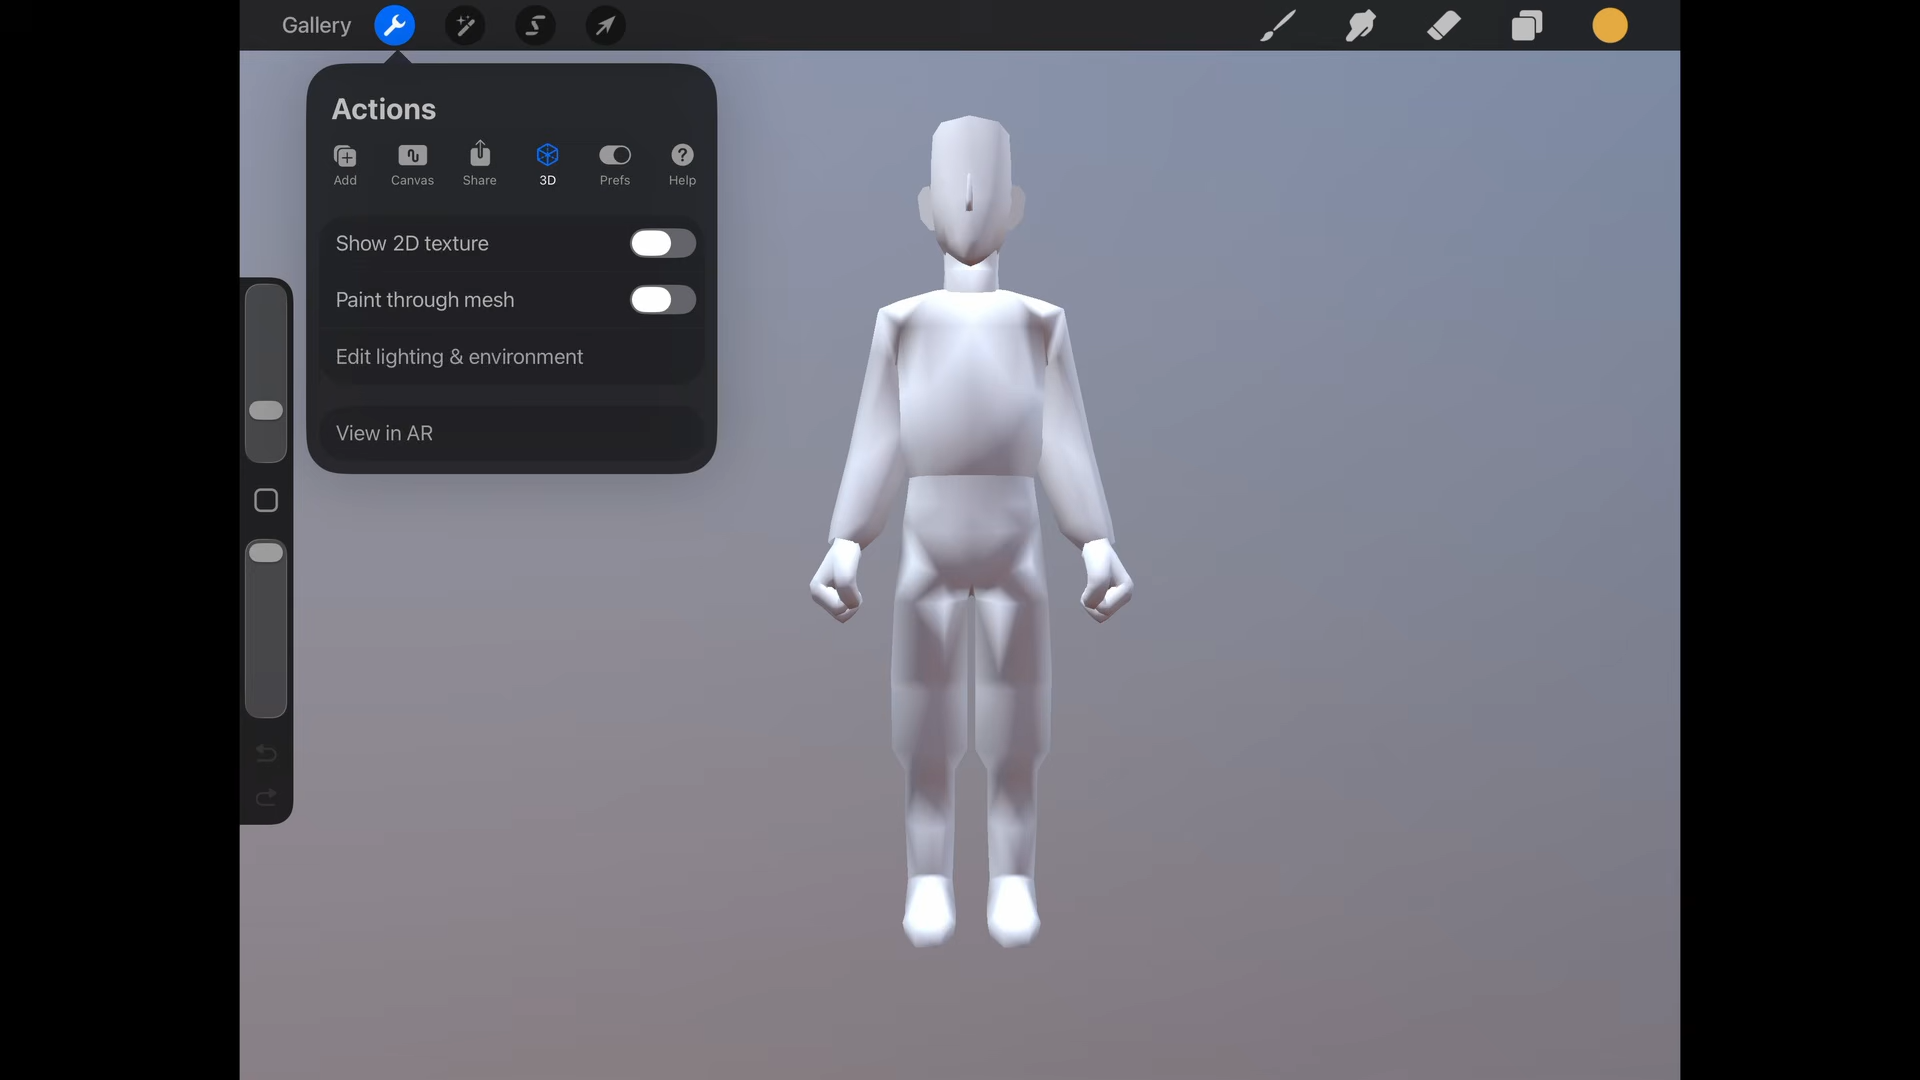 Gallery
Actions
Add Canvas Share 3D Prefs Help
Show 2D texture
Paint through mesh
Edit lighting & environment
View in AR